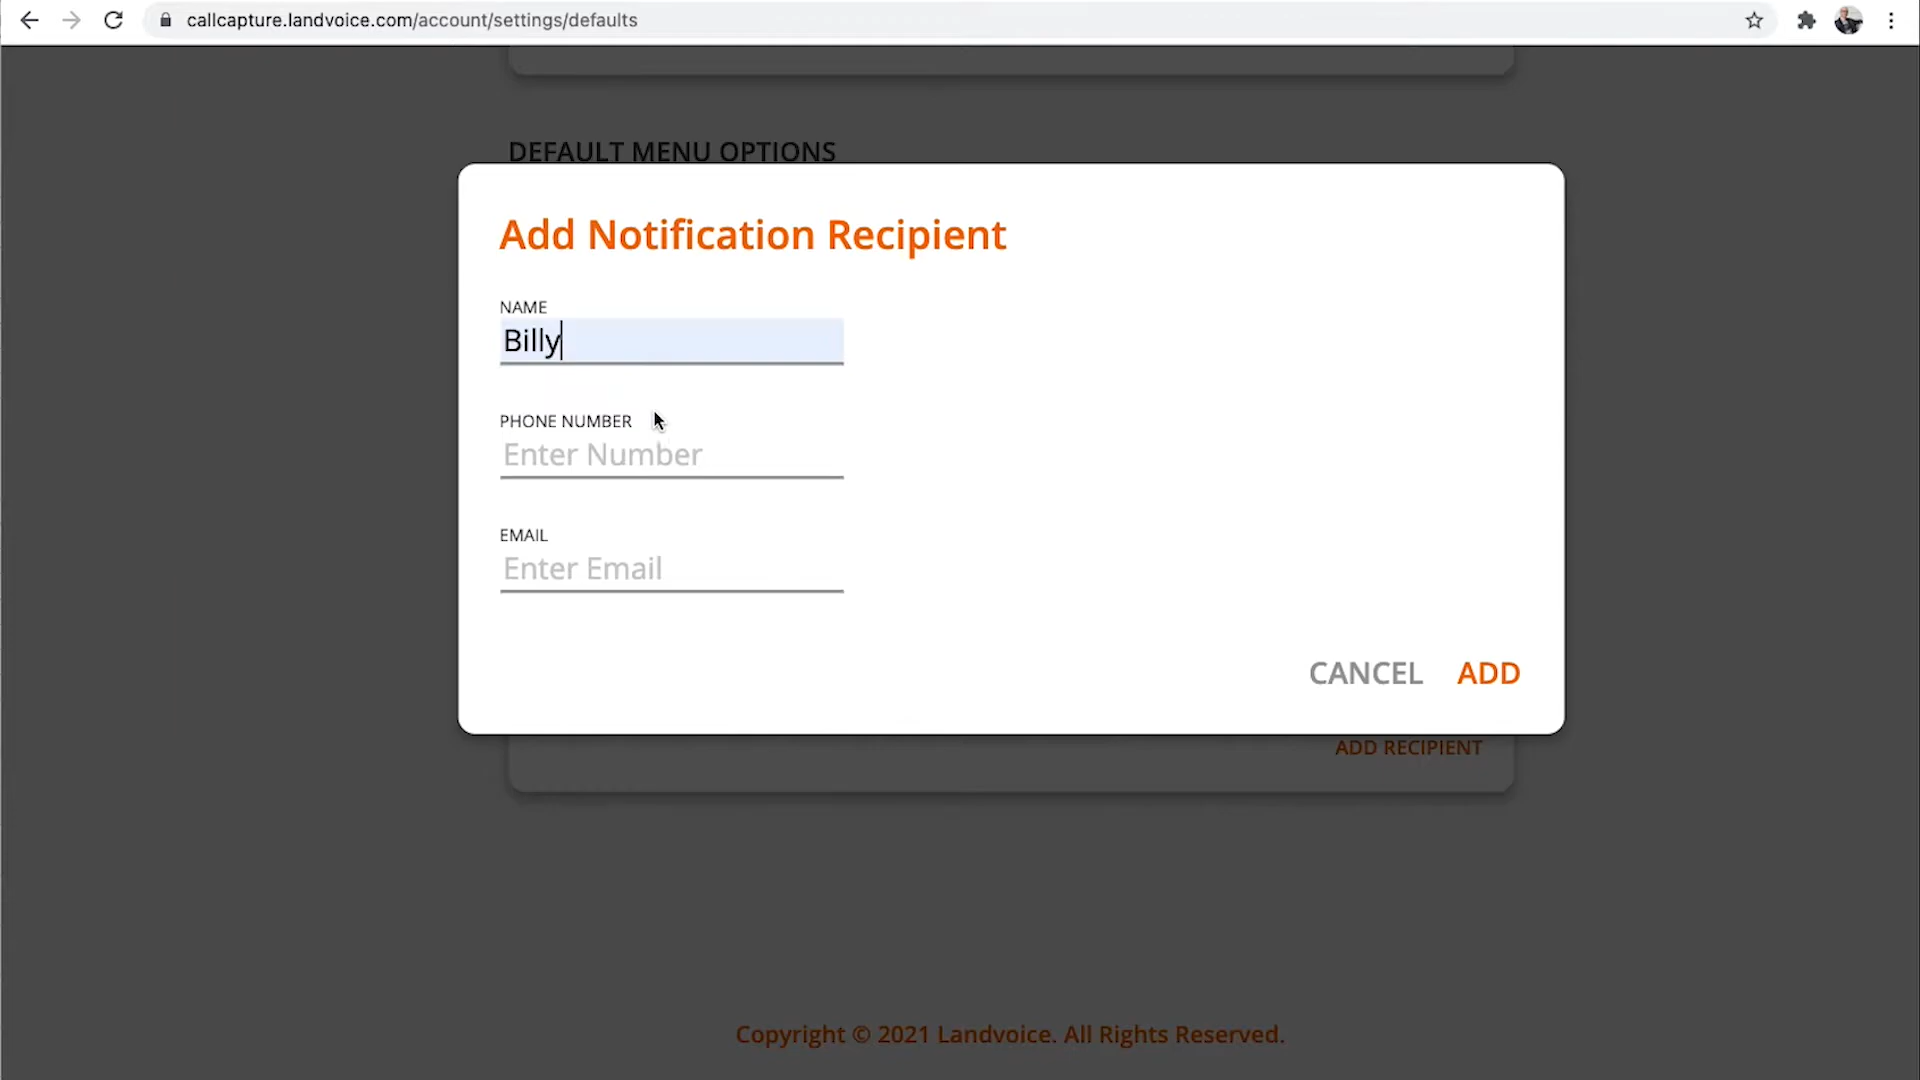 callcapture.landvoice.com/account/settings/defaults
DEFAULT MENU OPTIONS
Add Notification Recipient
NAME
Billy
PHONE NUMBER
Enter Number
EMAIL
Enter Email
CANCEL ADD
ADD RECIPIENT
Copyright © 2021 Landvoice. All Rights Reserved.